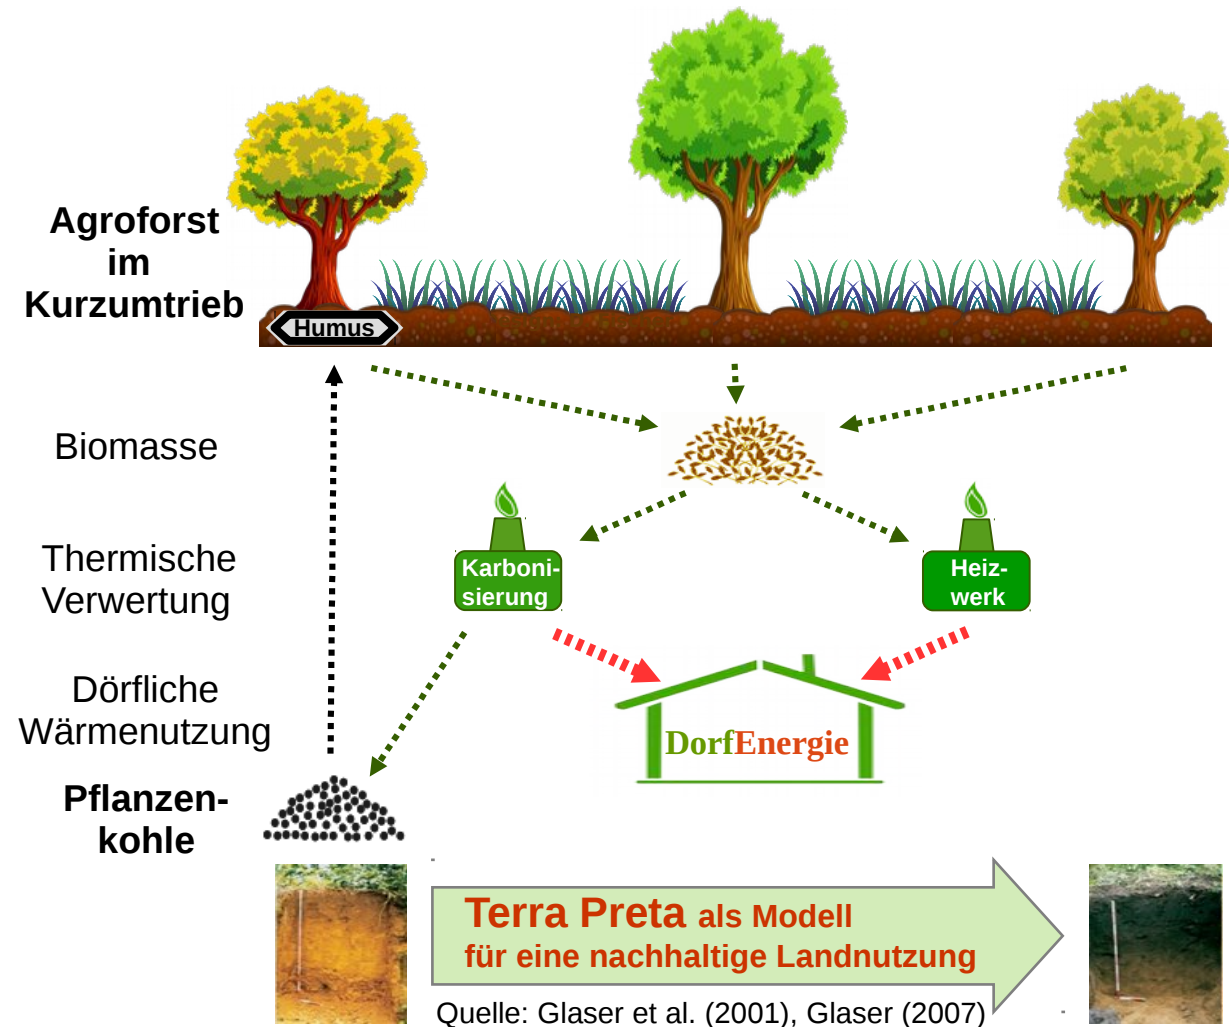 Agroforst
im
Kurzumtrieb
Humus
Biomasse
Thermische
Verwertung
Karboni-
sierung
Heiz-
werk
Dörfliche
Wärmenutzung
DorfEnergie
Pflanzen-
kohle
Terra Preta als Modell
für eine nachhaltige Landnutzung
Quelle: Glaser et al. (2001), Glaser (2007)